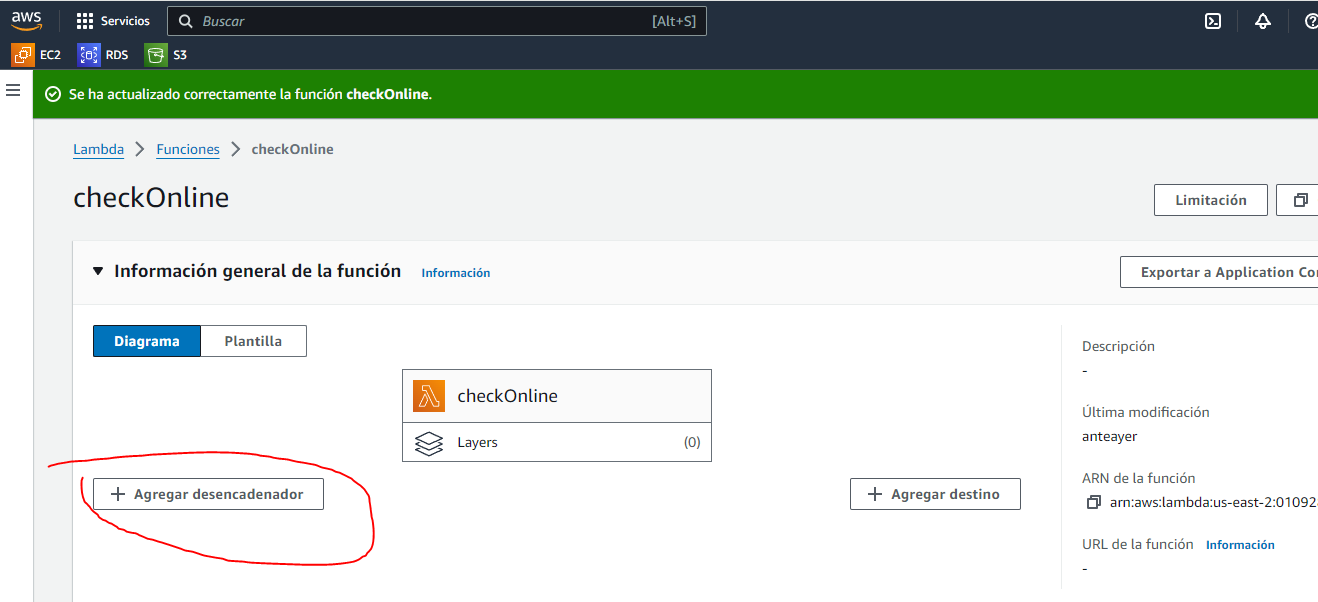 aws
Servicios
Buscar
[Alt+S]
EC2
RDS
S3
Se ha actualizado correctamente la función checkOnline.
Lambda
Funciones
checkOnline
checkOnline
Limitación
Información general de la función
Información
Exportar a Application Co
Diagrama
Plantilla
checkOnline
Layers
(0)
Agregar desencadenador
Agregar destino
Descripción
-
Última modificación
anteayer
ARN de la función
arn:aws:lambda:us-east-2:01092
URL de la función
Información
-